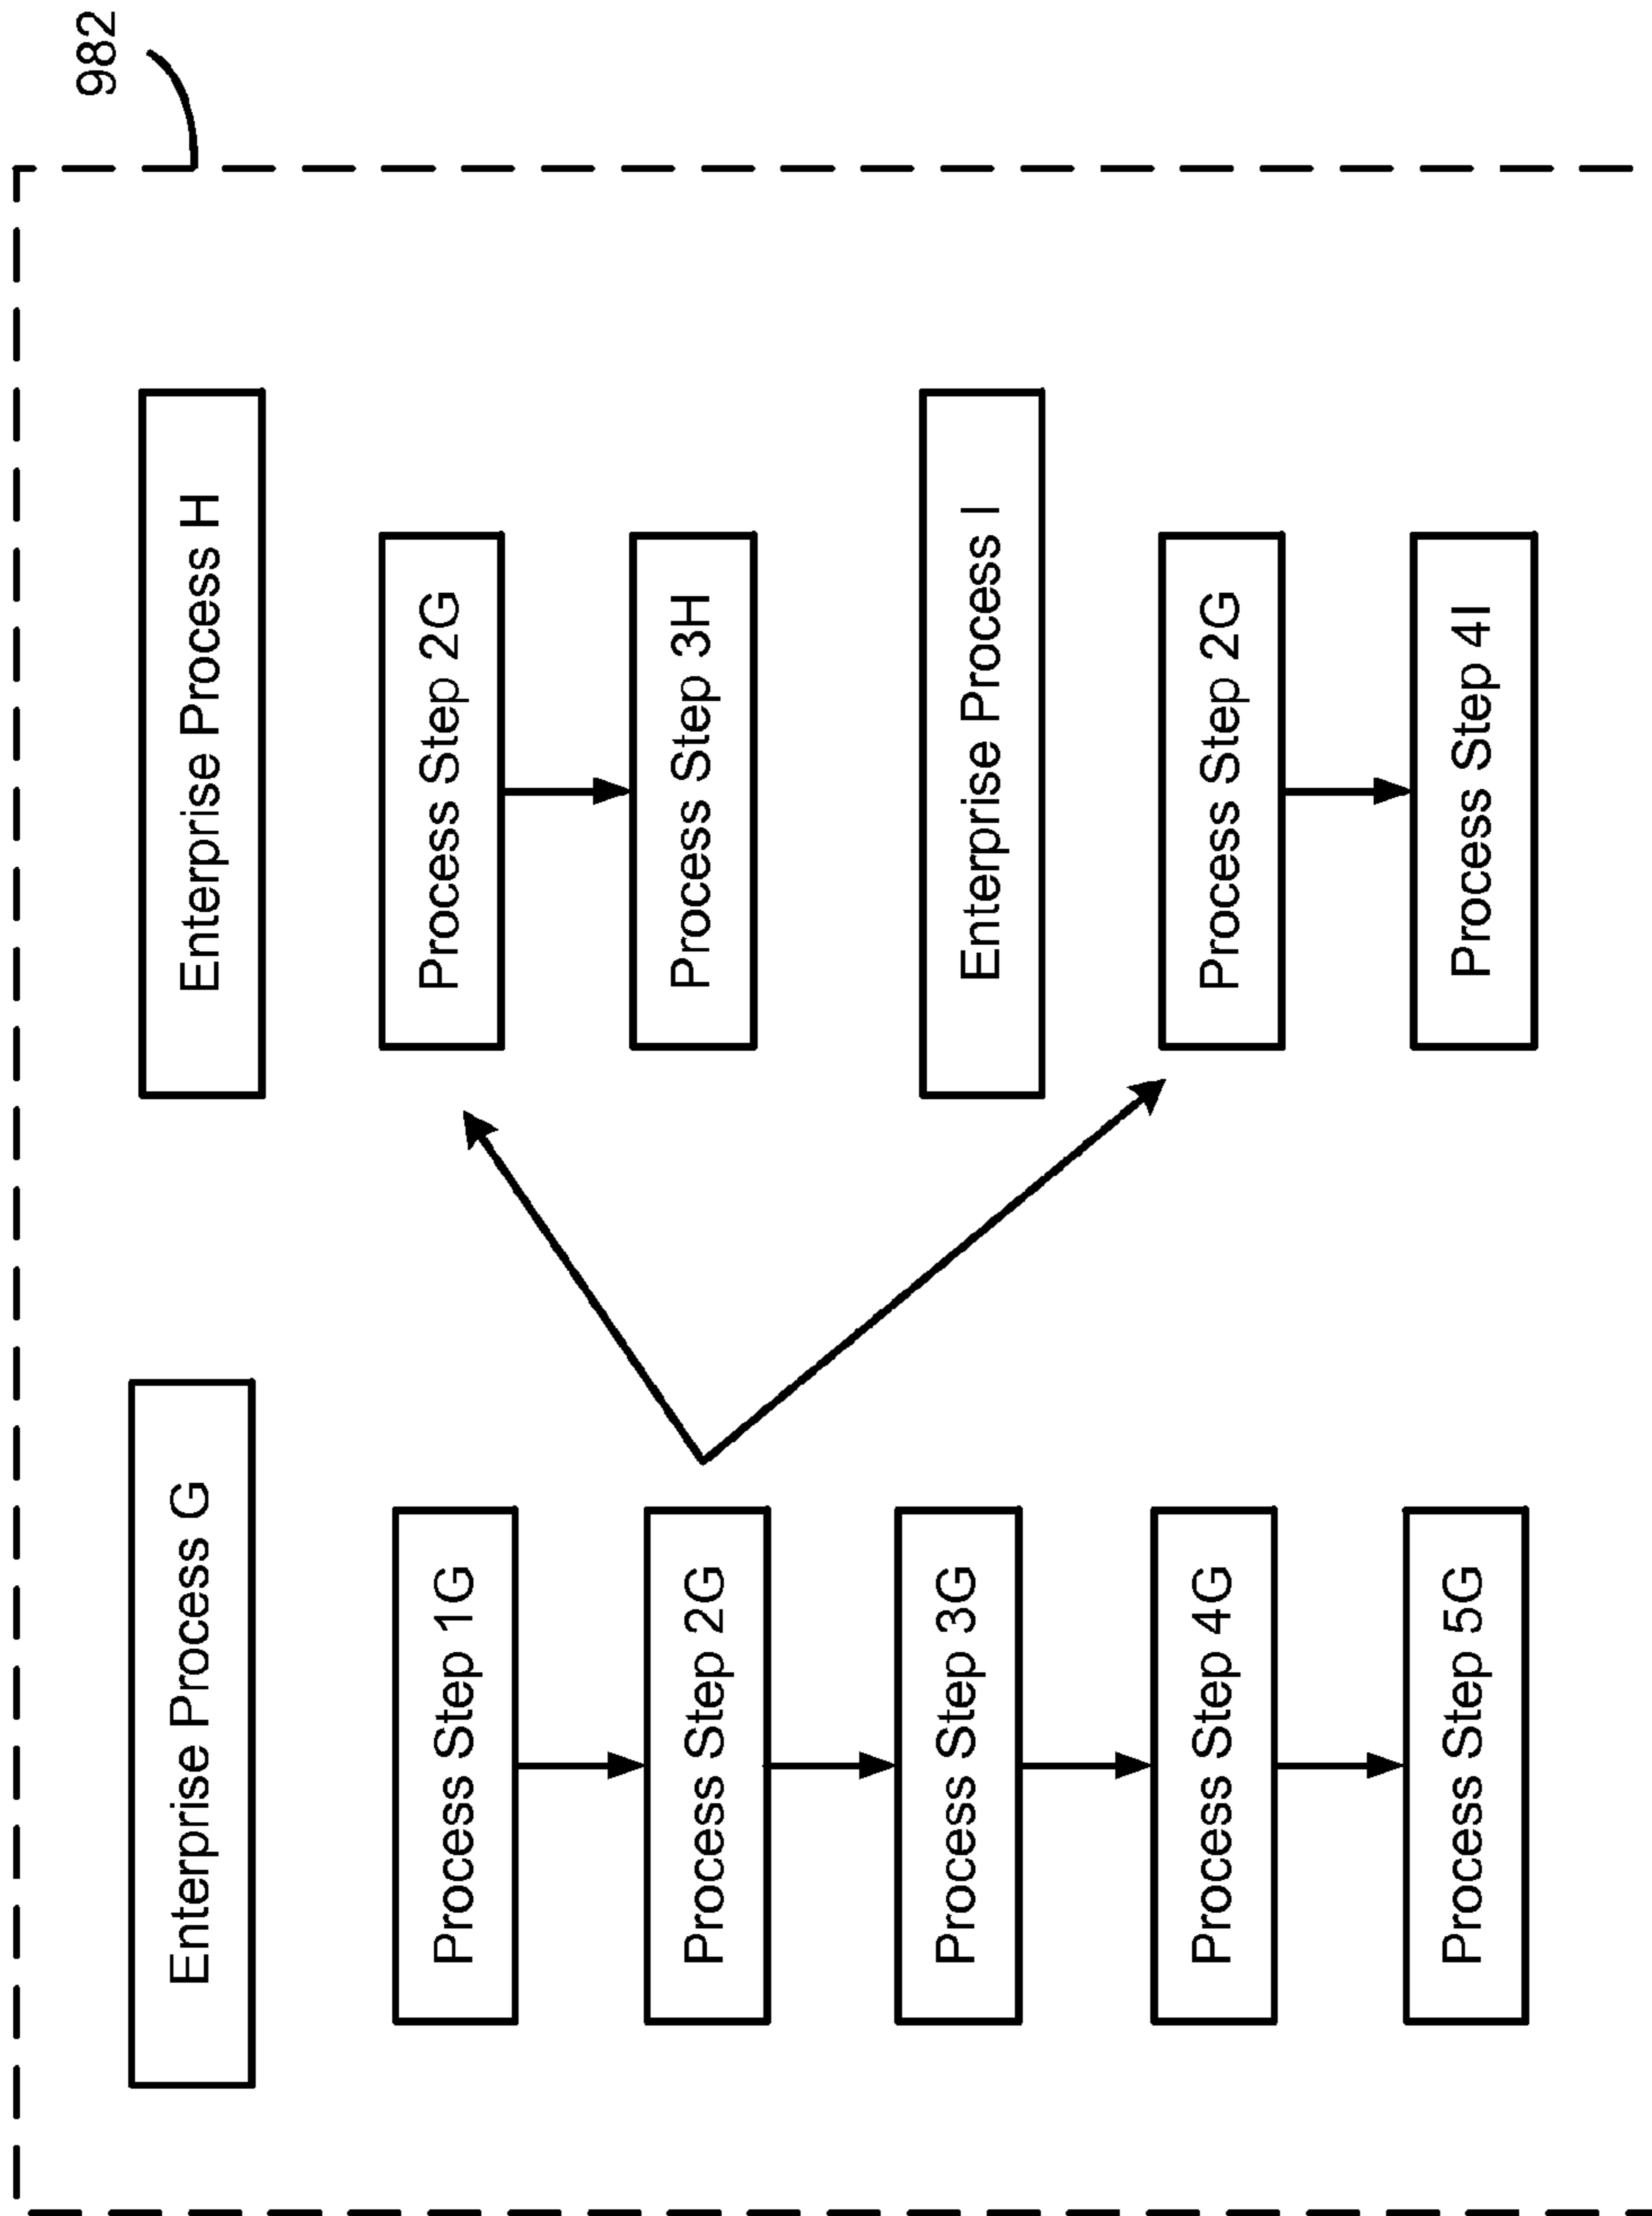 982
Enterprise Process G
Process Step 1G
Process Step 2G
Process Step 3G
Process Step 4G
Process Step 5G
Enterprise Process H
Process Step 2G
Process Step 3H
Enterprise Process I
Process Step 2G
Process Step 4I